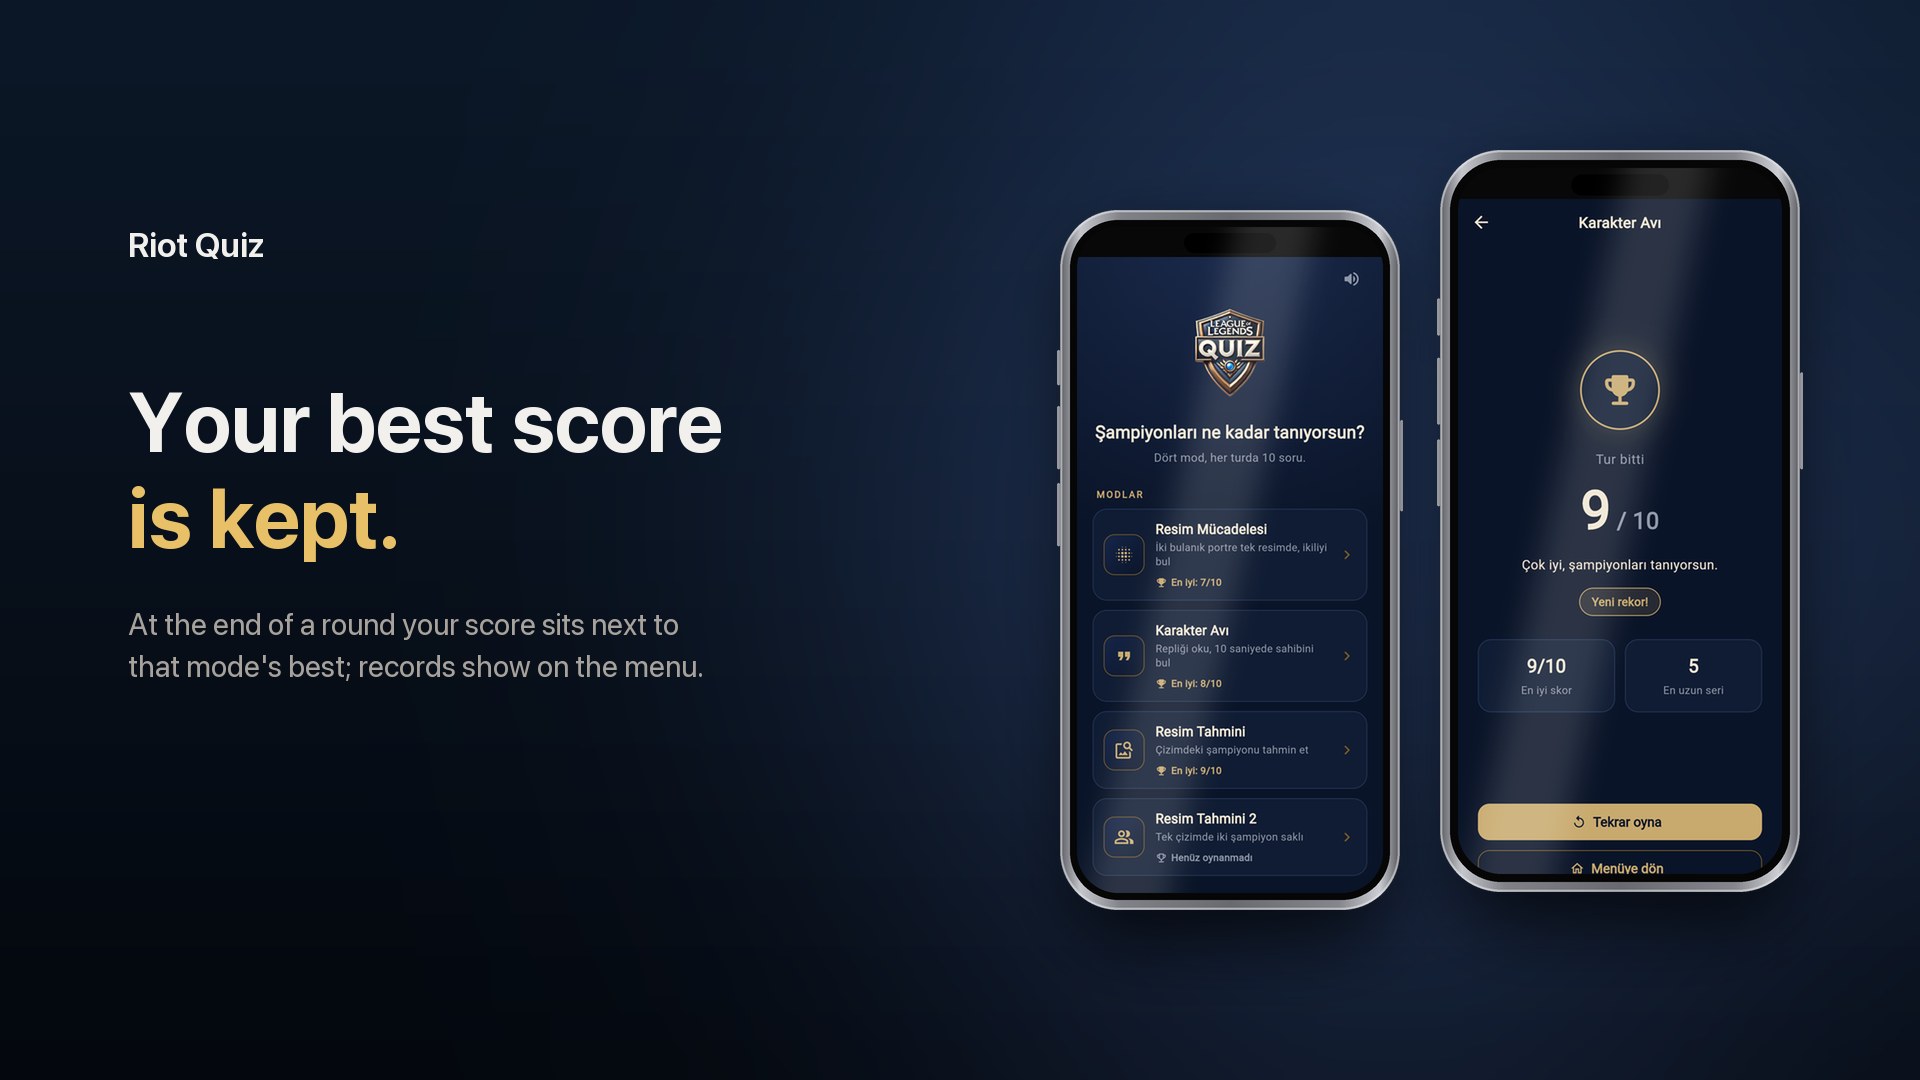 Riot Quiz
Your best score
is kept.
At the end of a round your score sits next to
that mode's best; records show on the menu.
LEAGUE OF
LEGENDS
QUIZ
Şampiyonları ne kadar tanıyorsun?
Dört mod, her turda 10 soru.
MODLAR
Resim Mücadelesi
İki bulanık portre tek resimde, ikiliyi
bul
En iyi: 7/10
Karakter Avı
Repliği oku, 10 saniyede sahibini
bul
En iyi: 8/10
Resim Tahmini
Çizimdeki şampiyonu tahmin et
En iyi: 9/10
Resim Tahmini 2
Tek çizimde iki şampiyon saklı
Henüz oynanmadı
Karakter Avı
Tur bitti
9 / 10
Çok iyi, şampiyonları tanıyorsun.
Yeni rekor!
9/10
En iyi skor
5
En uzun seri
Tekrar oyna
Menüye dön